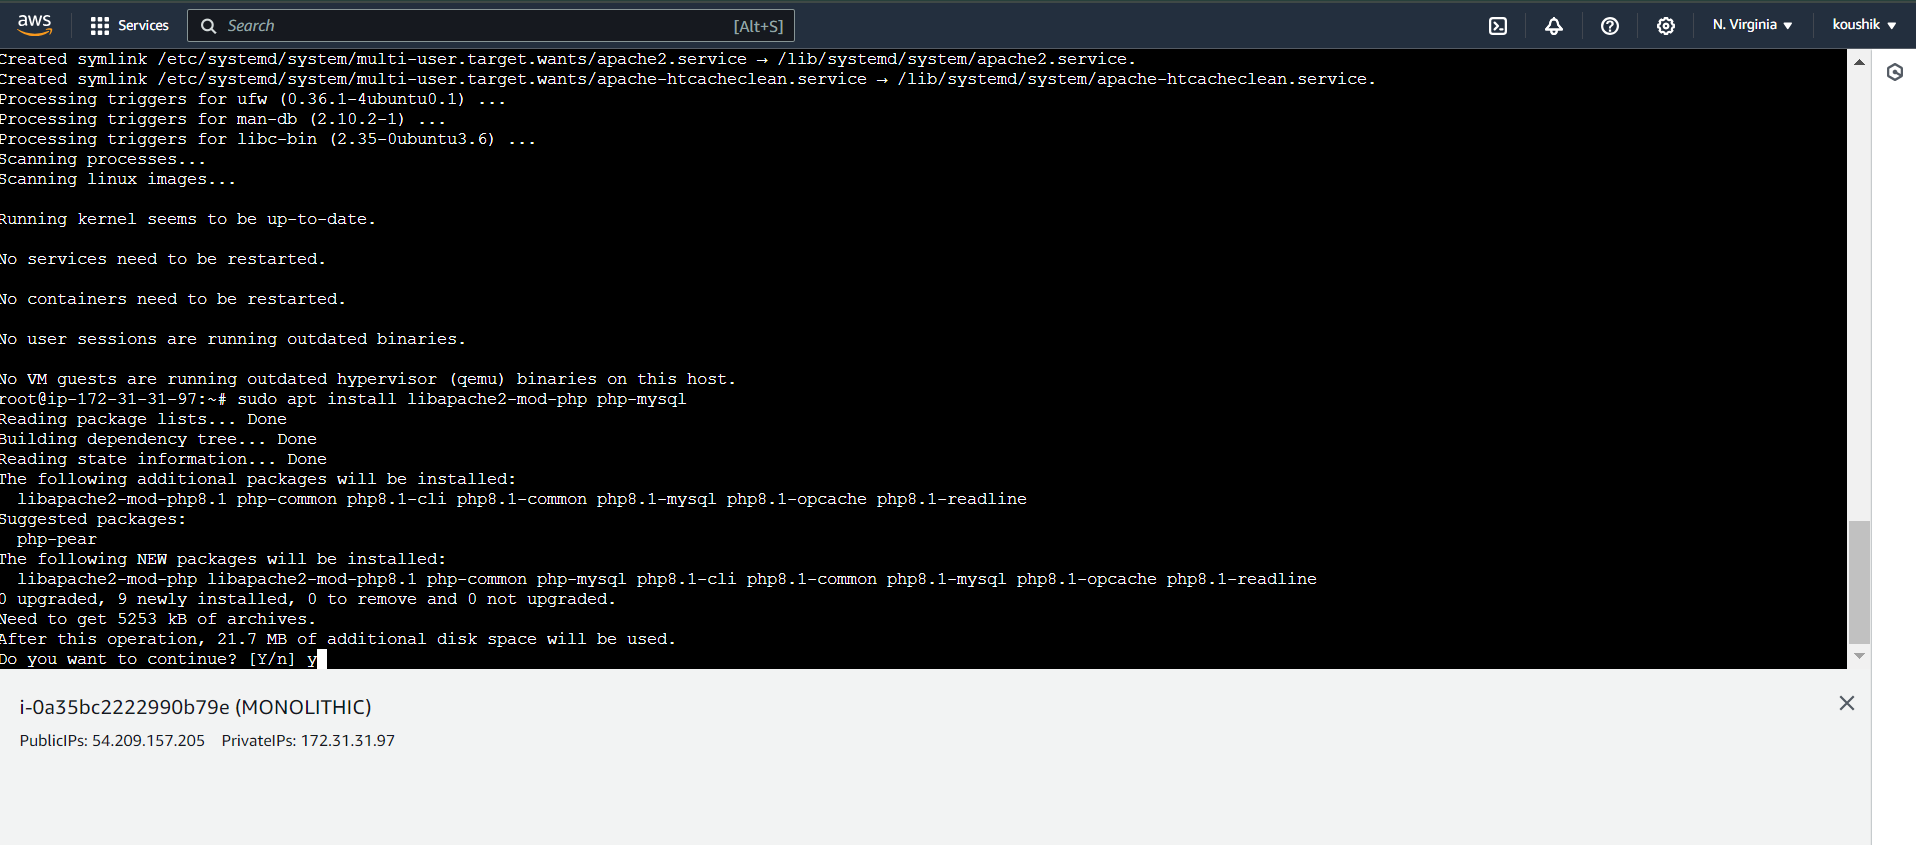 aws
Services
Search
[Alt+S]
N. Virginia
koushik
Created symlink /etc/systemd/system/multi-user.target.wants/apache2.service → /lib/systemd/system/apache2.service.
Created symlink /etc/systemd/system/multi-user.target.wants/apache-htcacheclean.service → /lib/systemd/system/apache-htcacheclean.service.
Processing triggers for ufw (0.36.1-4ubuntu0.1) ...
Processing triggers for man-db (2.10.2-1) ...
Processing triggers for libc-bin (2.35-0ubuntu3.6) ...
Scanning processes...
Scanning linux images...
Running kernel seems to be up-to-date.
No services need to be restarted.
No containers need to be restarted.
No user sessions are running outdated binaries.
No VM guests are running outdated hypervisor (qemu) binaries on this host.
root@ip-172-31-31-97:~# sudo apt install libapache2-mod-php php-mysql
Reading package lists... Done
Building dependency tree... Done
Reading state information... Done
The following additional packages will be installed:
libapache2-mod-php8.1 php-common php8.1-cli php8.1-common php8.1-mysql php8.1-opcache php8.1-readline
Suggested packages:
php-pear
The following NEW packages will be installed:
libapache2-mod-php libapache2-mod-php8.1 php-common php-mysql php8.1-cli php8.1-common php8.1-mysql php8.1-opcache php8.1-readline
0 upgraded, 9 newly installed, 0 to remove and 0 not upgraded.
Need to get 5253 kB of archives.
After this operation, 21.7 MB of additional disk space will be used.
Do you want to continue? [Y/n] y
i-0a35bc2222990b79e (MONOLITHIC)
PublicIPs: 54.209.157.205 PrivateIPs: 172.31.31.97